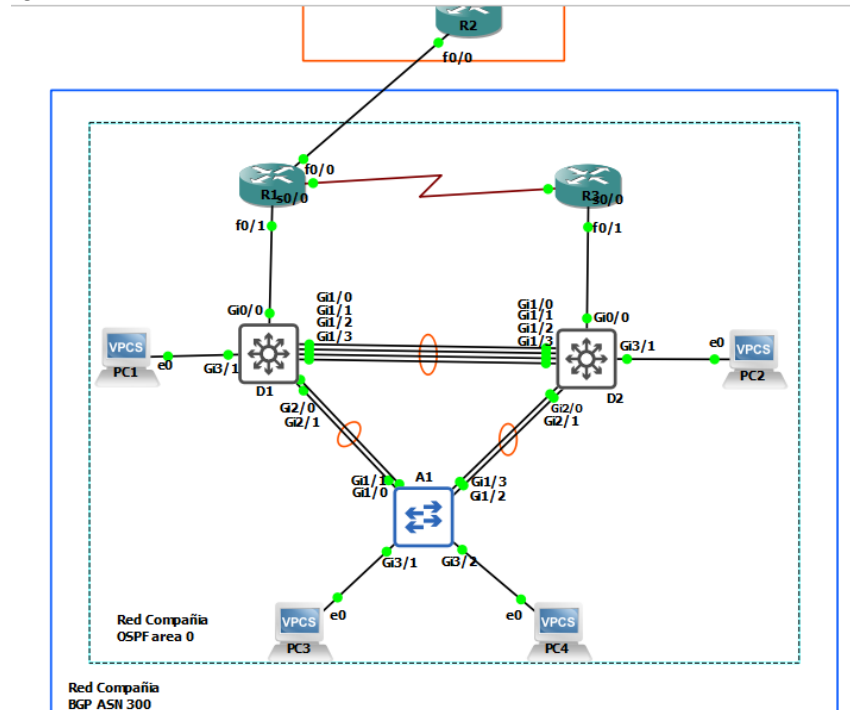 R2
f0/0
f0/0
R1
s0/0
R3
s0/0
f0/1
f0/1
Gi1/0
Gi1/1
Gi1/2
Gi1/3
Gi1/0
Gi1/1
Gi1/2
Gi1/3
Gi0/0
Gi0/0
VPCS
PC1
e0
Gi3/1
D1
Gi3/1
D2
e0
VPCS
PC2
Gi2/0
Gi2/1
Gi2/0
Gi2/1
Gi1/1
Gi1/0
A1
Gi1/3
Gi1/2
Gi3/1
Gi3/2
e0
e0
VPCS
PC3
VPCS
PC4
Red Compañia
OSPF area 0
Red Compañia
BGP ASN 300